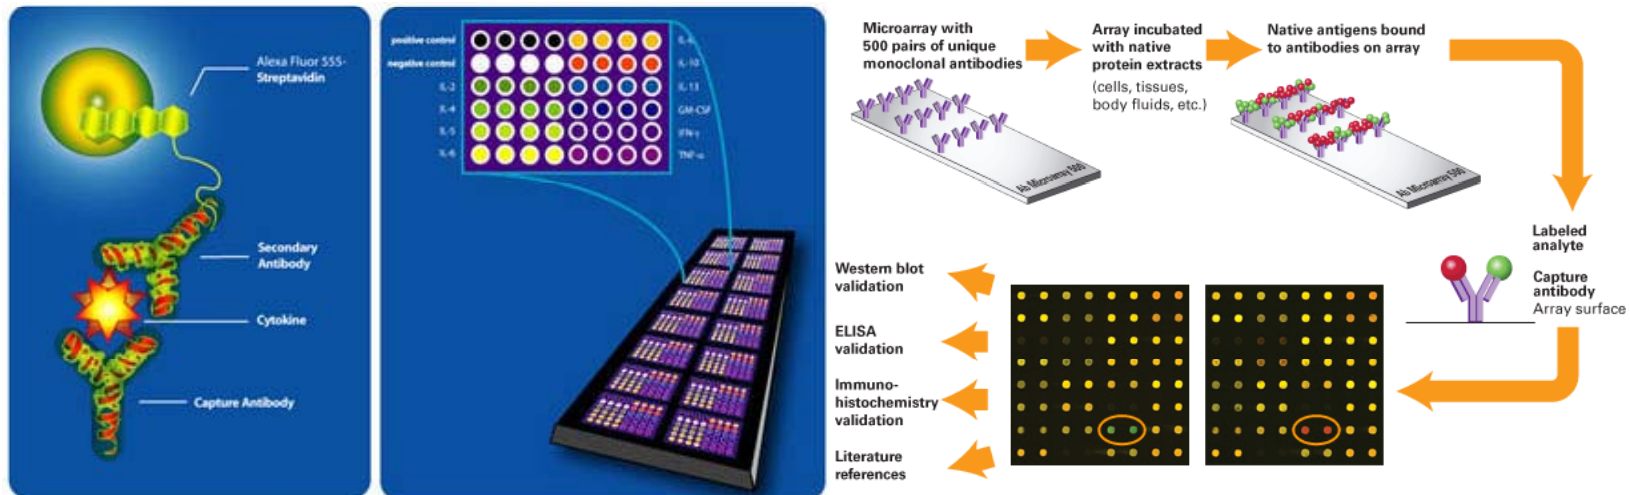 Alexa Fluor 555-
Streptavidin
Secondary
Antibody
Cytokine
Capture Antibody
positive control
negative control
IL-2
IL-4
IL-5
IL-6
IL-10
IL-13
GM-CSF
IFN-γ
TNF-α
Microarray with
500 pairs of unique
monoclonal antibodies
Array incubated
with native
protein extracts
(cells, tissues,
body fluids, etc.)
Native antigens bound
to antibodies on array
Ab Microarray 500
Ab Microarray 500
Labeled
analyte
Capture
antibody
Array surface
Western blot
validation
ELISA
validation
Immuno-
histochemistry
validation
Literature
references